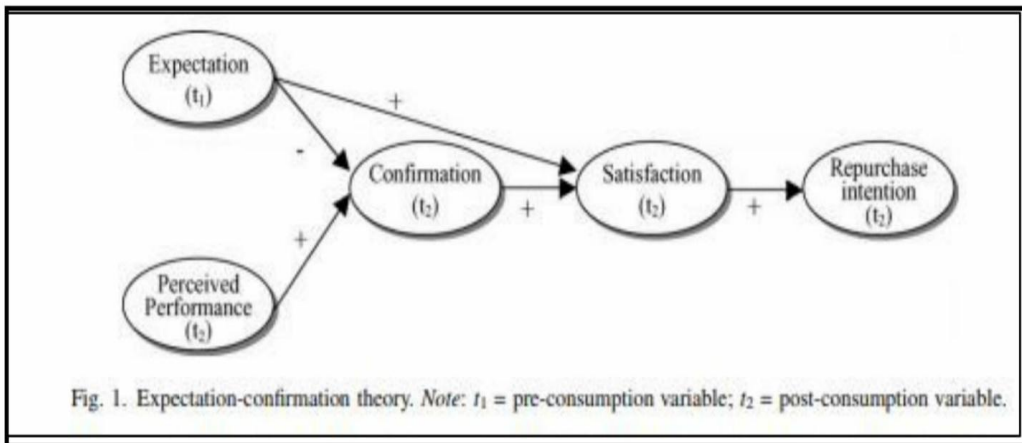 Expectation
(t₁)
+
-
Confirmation
(t₂)
+
Satisfaction
(t₂)
+
Repurchase
intention
(t₂)
+
Perceived
Performance
(t₂)
Fig. 1. Expectation-confirmation theory. Note: t₁ = pre-consumption variable; t₂ = post-consumption variable.